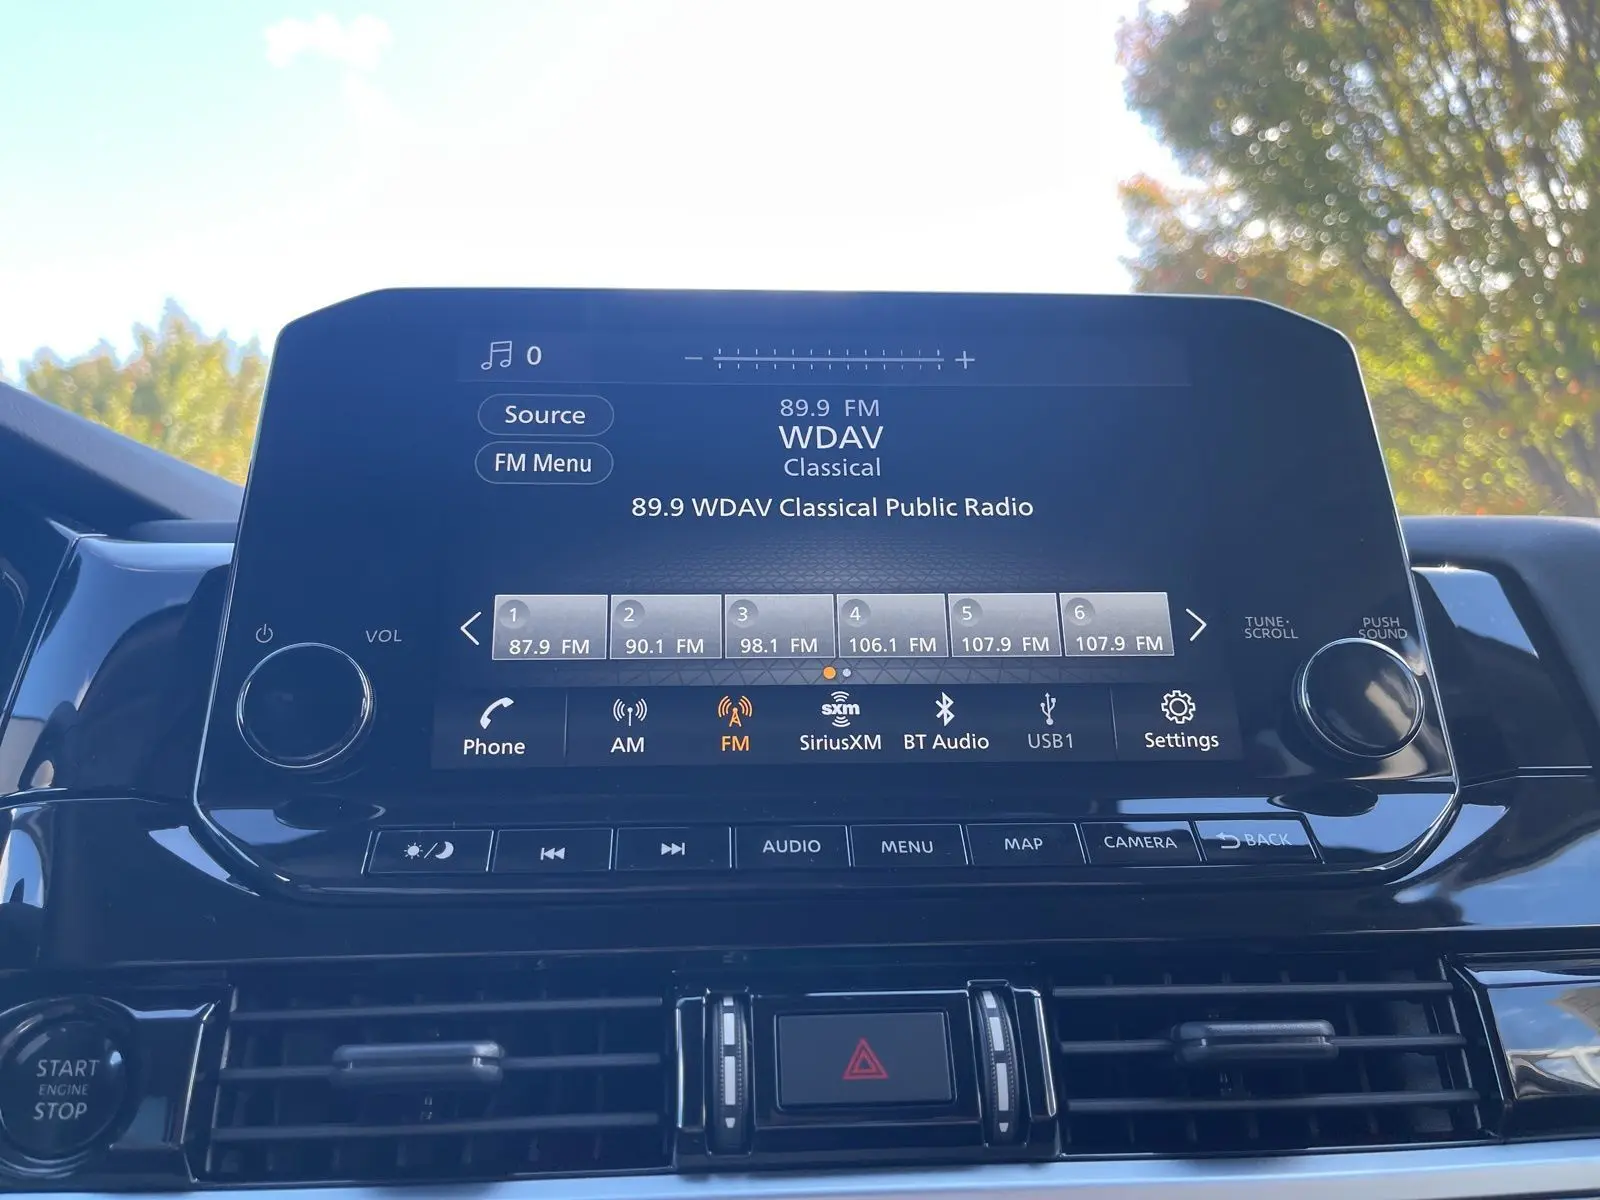 0
− +
Source
FM Menu
89.9 FM
WDAV
Classical
89.9 WDAV Classical Public Radio
VOL
TUNE·
SCROLL
PUSH
SOUND
1 2 3 4 5 6
87.9 FM 90.1 FM 98.1 FM 106.1 FM 107.9 FM 107.9 FM
sxm
Phone AM FM SiriusXM BT Audio USB1 Settings
AUDIO MENU MAP CAMERA BACK
START
ENGINE
STOP